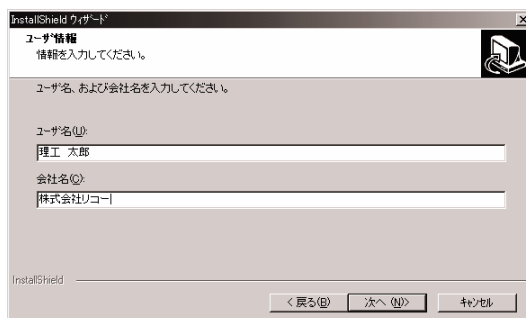 InstallShield ウィザード
ユーザ情報
情報を入力してください。
ユーザ名、および会社名を入力してください。
ユーザ名(U):
理工 太郎
会社名(C):
株式会社リコー
InstallShield
< 戻る(B)
次へ (N)>
キャンセル